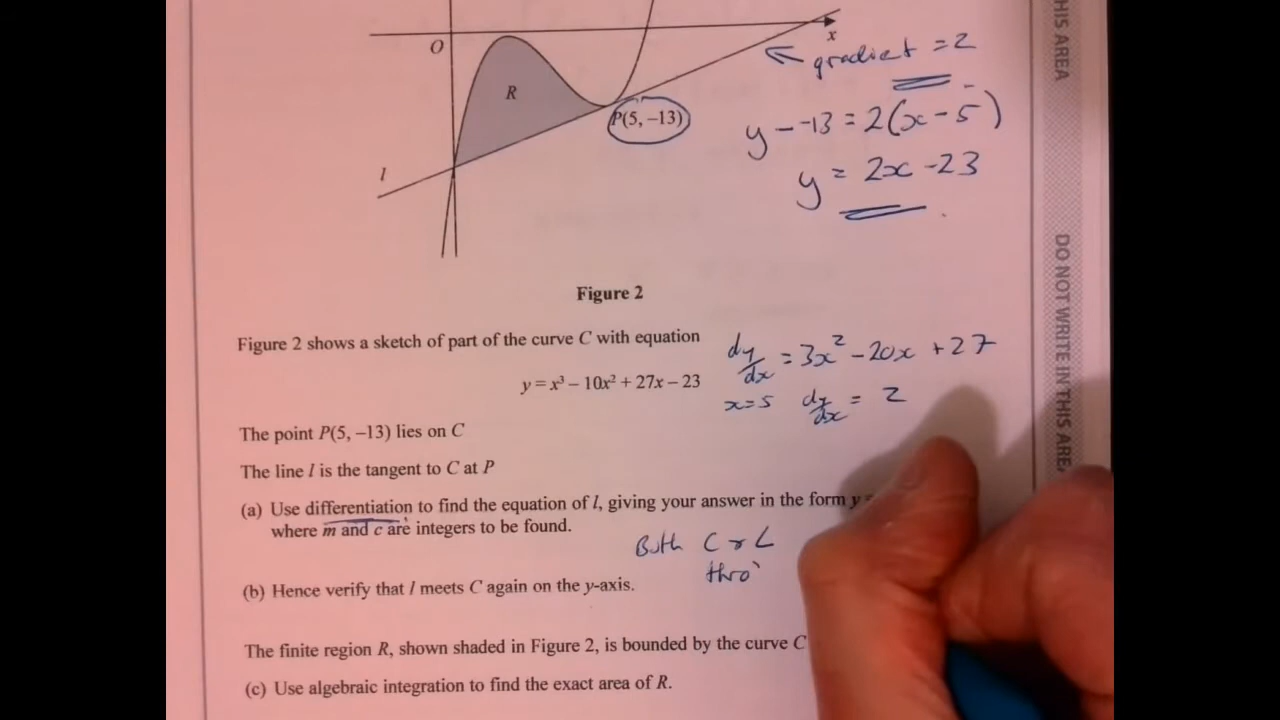 HIS AREA
O
x
gradient = 2
R
P(5, –13)
y - -13 = 2(x - 5)
l
y = 2x - 23
DO NOT WRITE IN THIS AREA
Figure 2
Figure 2 shows a sketch of part of the curve C with equation
dy/dx = 3x² - 20x + 27
y = x³ – 10x² + 27x – 23
x=5 dy/dx = 2
The point P(5, –13) lies on C
The line l is the tangent to C at P
(a) Use differentiation to find the equation of l, giving your answer in the form y =
where m and c are integers to be found.
Both C & L
thro'
(b) Hence verify that l meets C again on the y-axis.
The finite region R, shown shaded in Figure 2, is bounded by the curve C
(c) Use algebraic integration to find the exact area of R.